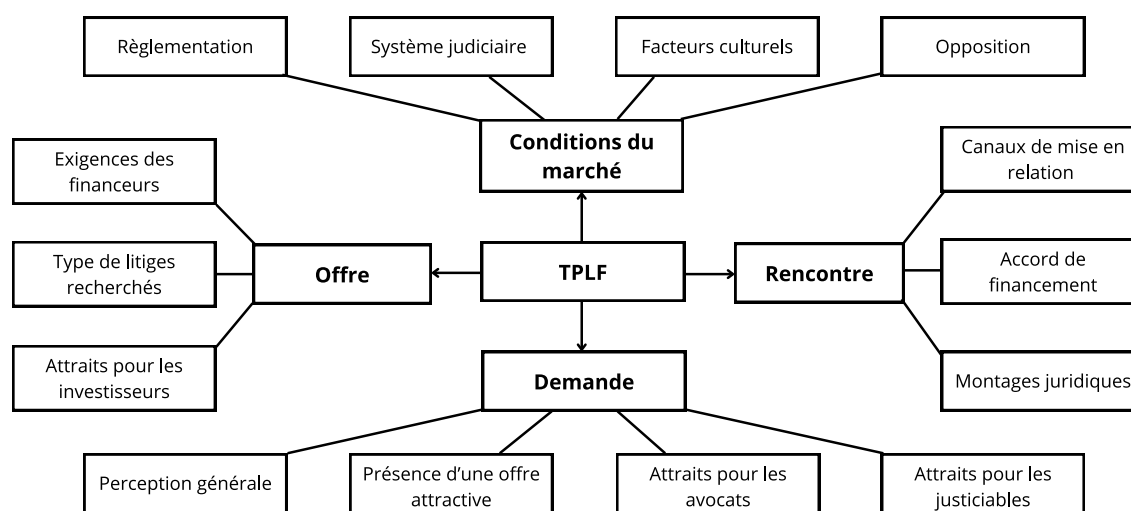 Règlementation
Système judiciaire
Facteurs culturels
Opposition
Conditions du
marché
Exigences des
financeurs
Type de litiges
recherchés
Attraits pour les
investisseurs
Offre
TPLF
Rencontre
Canaux de mise en
relation
Accord de
financement
Montages juridiques
Demande
Perception générale
Présence d’une offre
attractive
Attraits pour les
avocats
Attraits pour les
justiciables